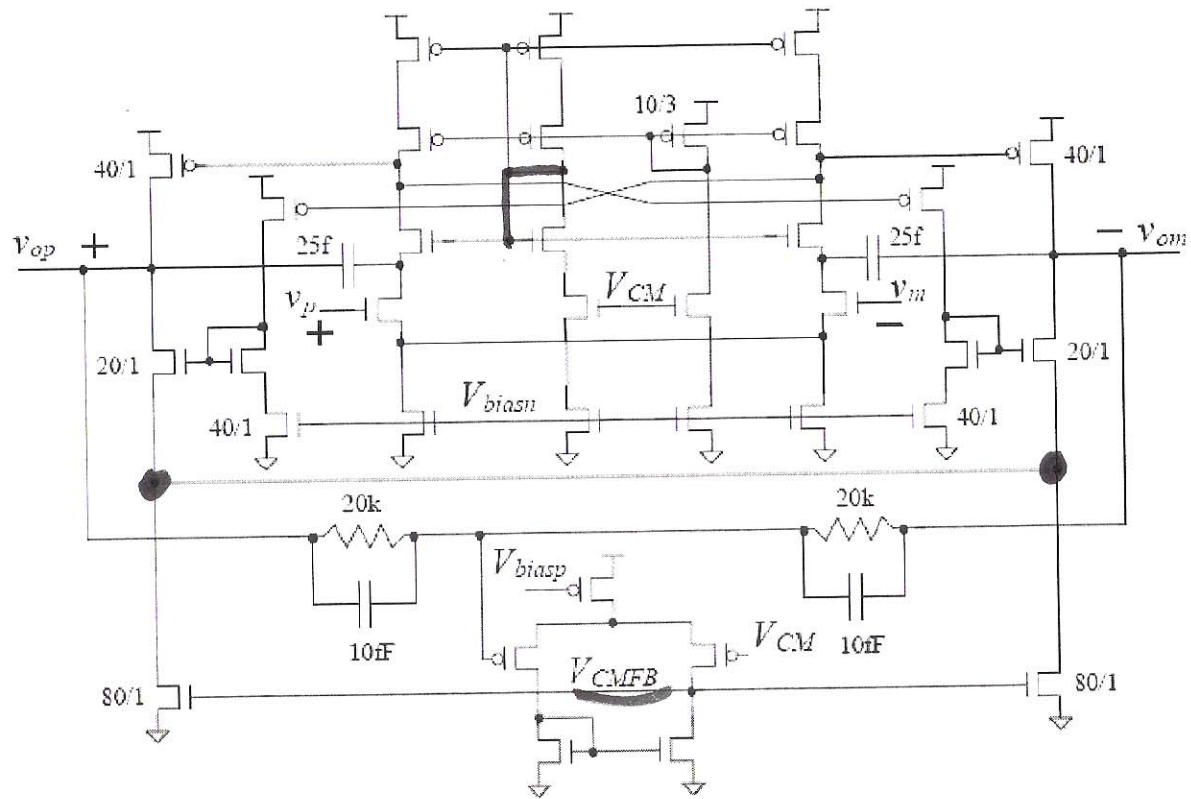 10/3
40/1
40/1
v_op
+
25f
25f
−
v_om
v_p
+
V_CM
v_m
−
20/1
20/1
V_biasn
40/1
40/1
20k
20k
V_biasp
10fF
V_CM
10fF
V_CMFB
80/1
80/1